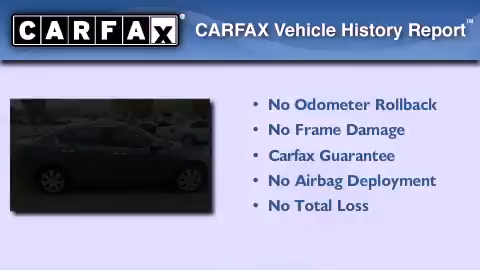 CARFAX®
CARFAX Vehicle History Report™
• No Odometer Rollback
• No Frame Damage
• Carfax Guarantee
• No Airbag Deployment
• No Total Loss